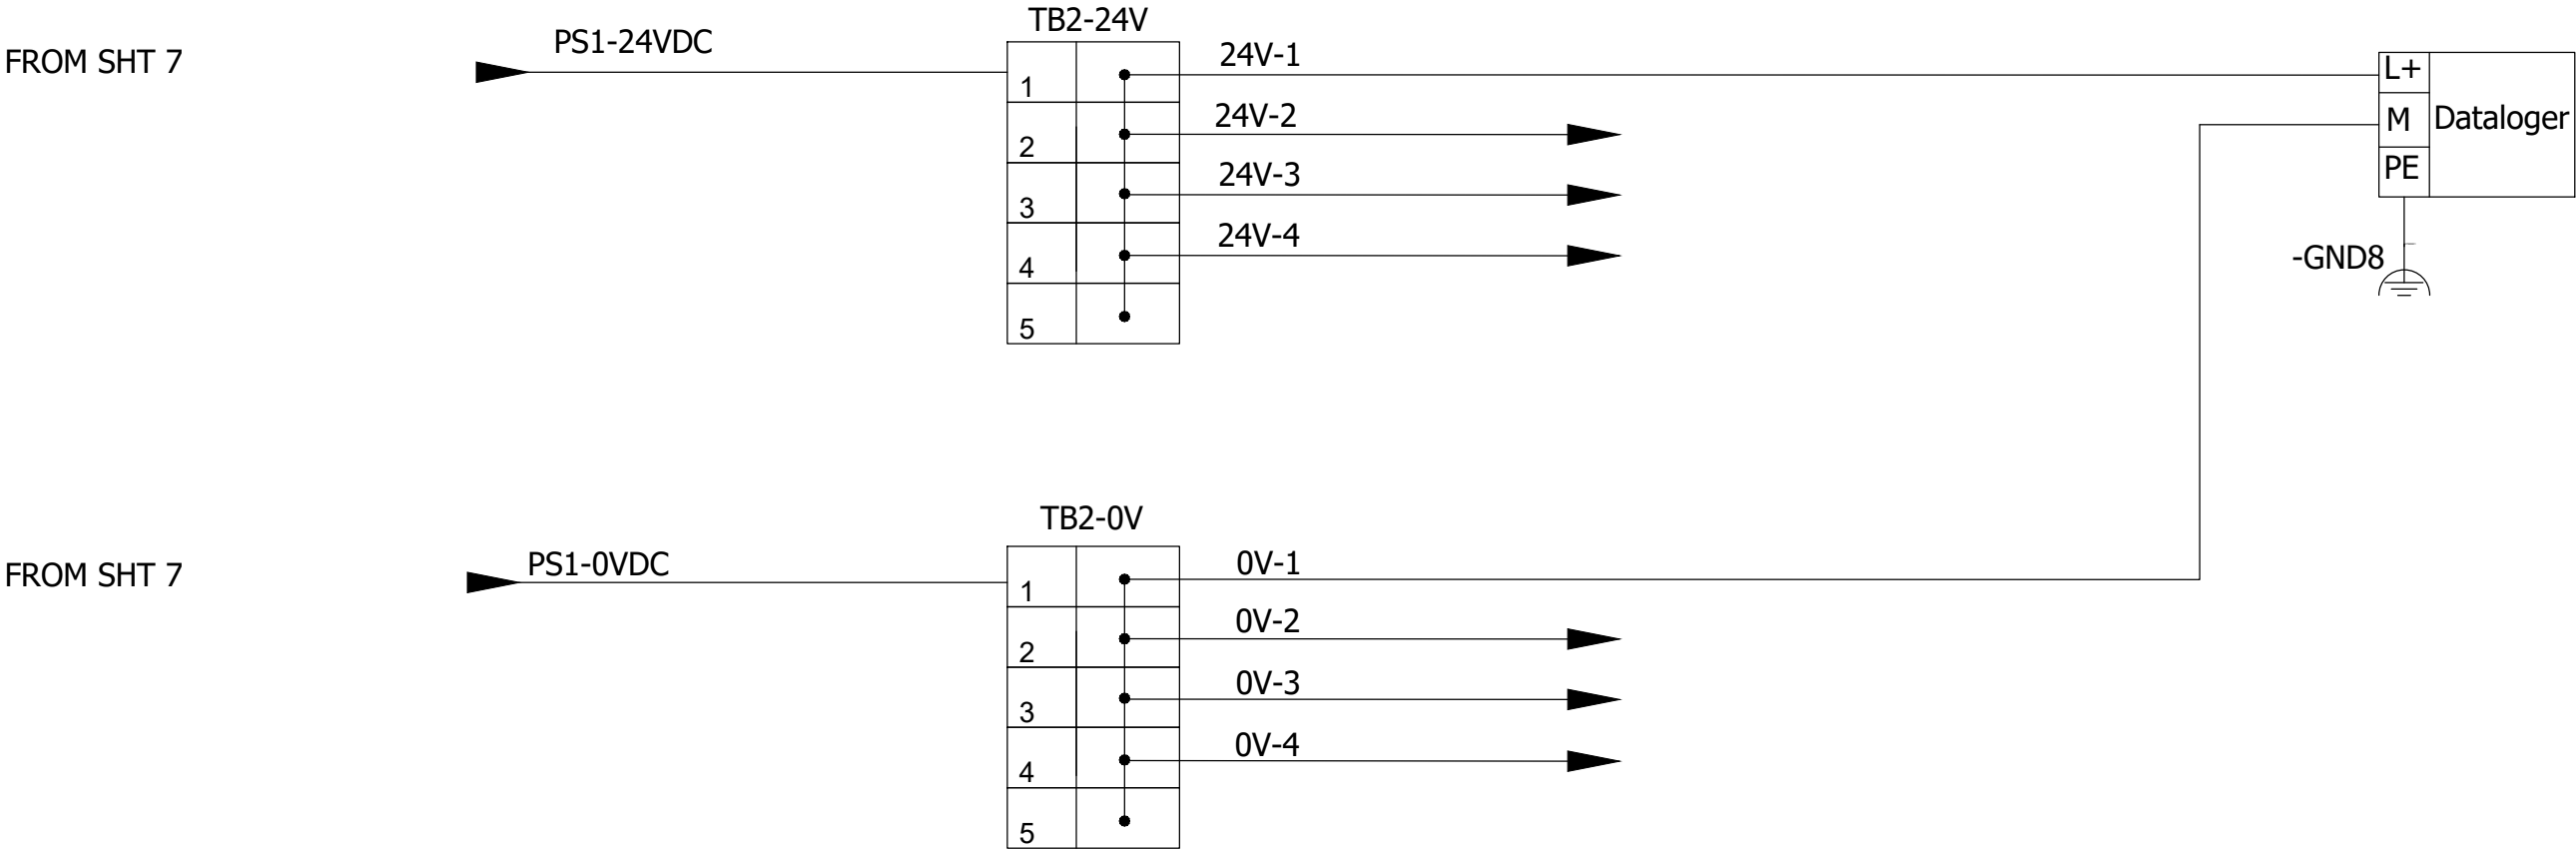 TB2-24V
FROM SHT 7
PS1-24VDC
1
24V-1
2
24V-2
3
24V-3
4
24V-4
5
L+
M
Dataloger
PE
-GND8
TB2-0V
FROM SHT 7
PS1-0VDC
1
0V-1
2
0V-2
3
0V-3
4
0V-4
5